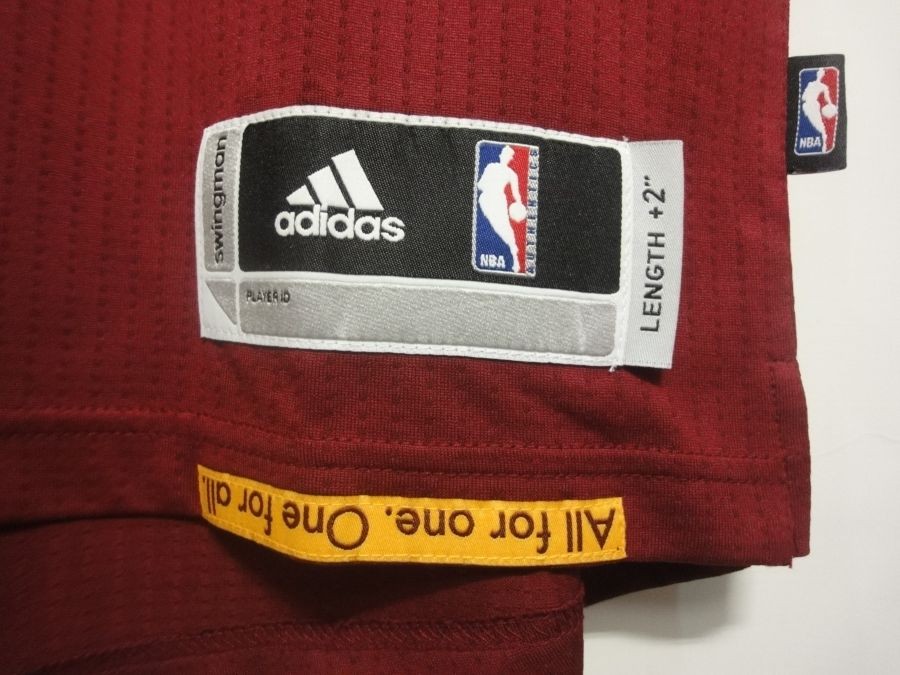 swingman
adidas
NBA
AUTHENTICS
LENGTH +2"
PLAYER ID
NBA
All for one. One for all.